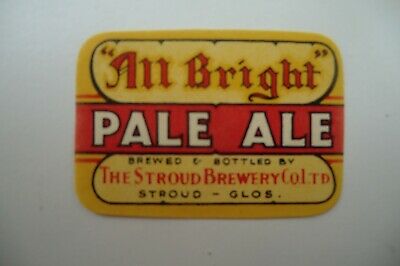 "All Bright"
PALE ALE
BREWED & BOTTLED BY
THE STROUD BREWERY CO. LTD
STROUD - GLOS.